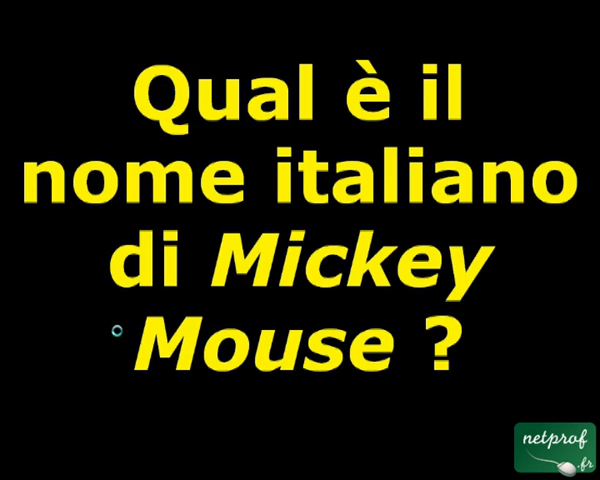 Qual è il
nome italiano
di Mickey
Mouse ?
netprof
.fr